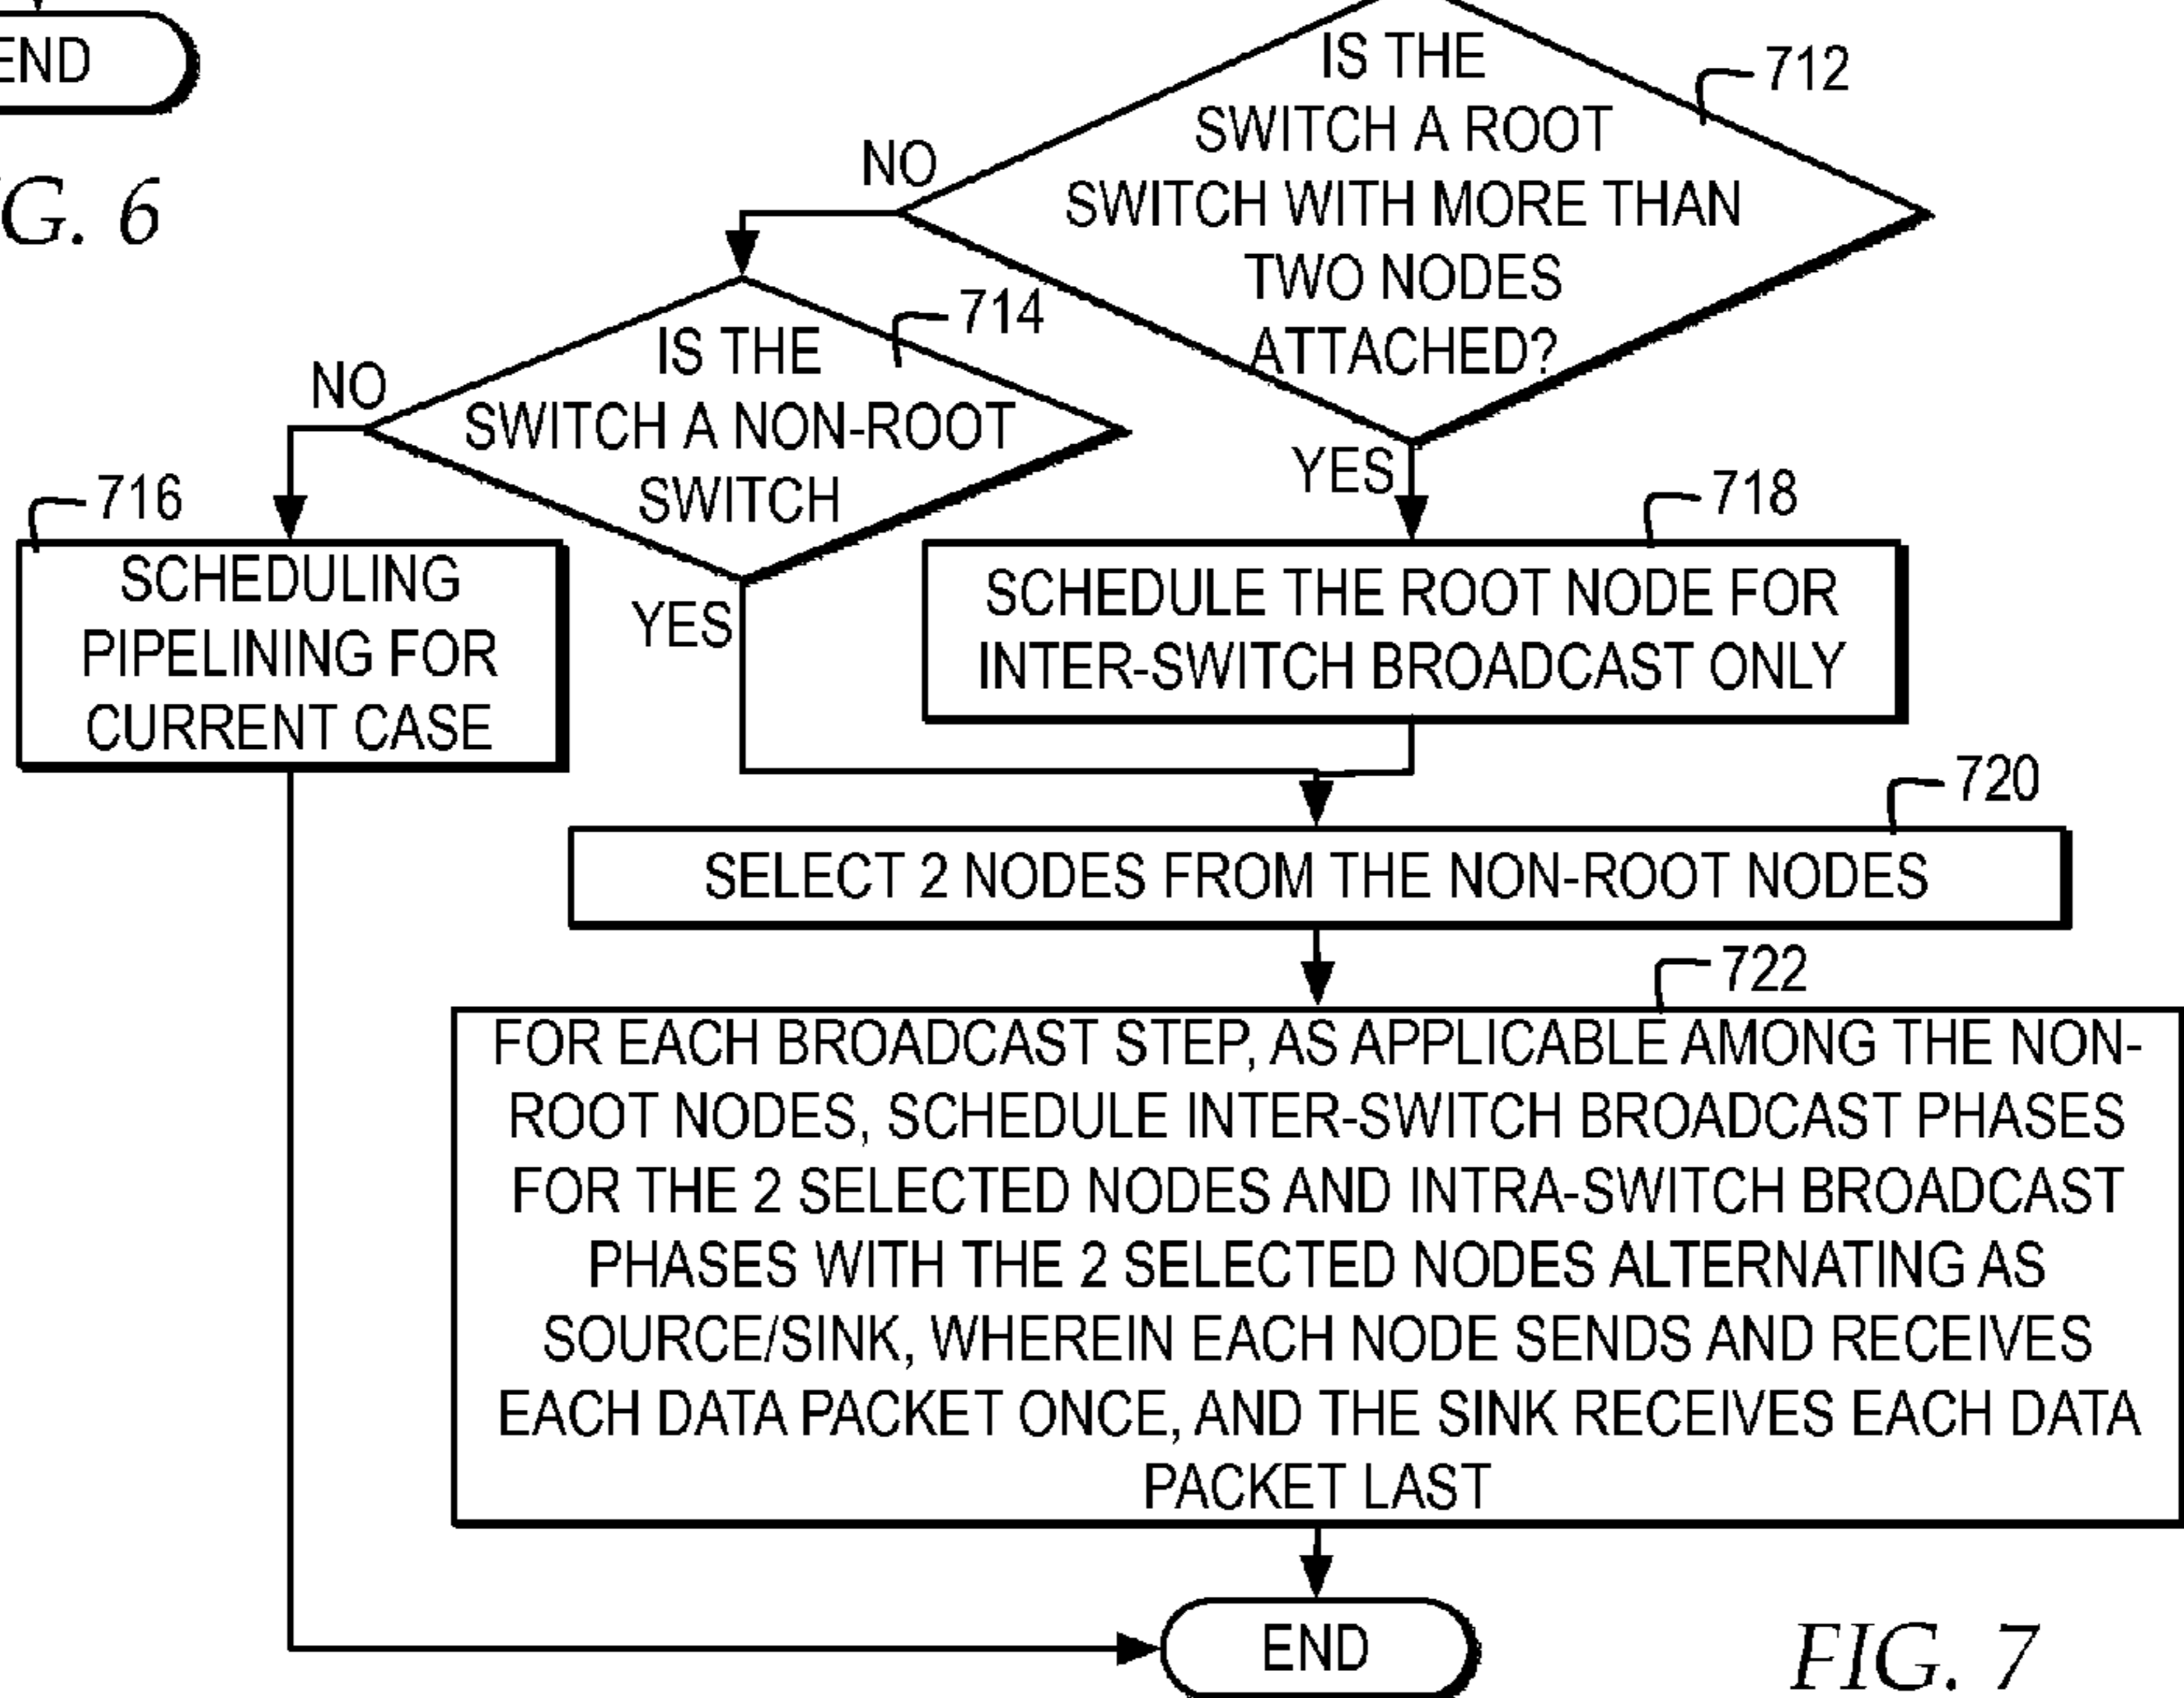 END
G. 6
IS THE
SWITCH A ROOT
SWITCH WITH MORE THAN
TWO NODES
ATTACHED?
712
NO
YES
IS THE
SWITCH A NON-ROOT
SWITCH
714
NO
YES
716
SCHEDULING
PIPELINING FOR
CURRENT CASE
718
SCHEDULE THE ROOT NODE FOR
INTER-SWITCH BROADCAST ONLY
720
SELECT 2 NODES FROM THE NON-ROOT NODES
722
FOR EACH BROADCAST STEP, AS APPLICABLE AMONG THE NON-
ROOT NODES, SCHEDULE INTER-SWITCH BROADCAST PHASES
FOR THE 2 SELECTED NODES AND INTRA-SWITCH BROADCAST
PHASES WITH THE 2 SELECTED NODES ALTERNATING AS
SOURCE/SINK, WHEREIN EACH NODE SENDS AND RECEIVES
EACH DATA PACKET ONCE, AND THE SINK RECEIVES EACH DATA
PACKET LAST
END
FIG. 7